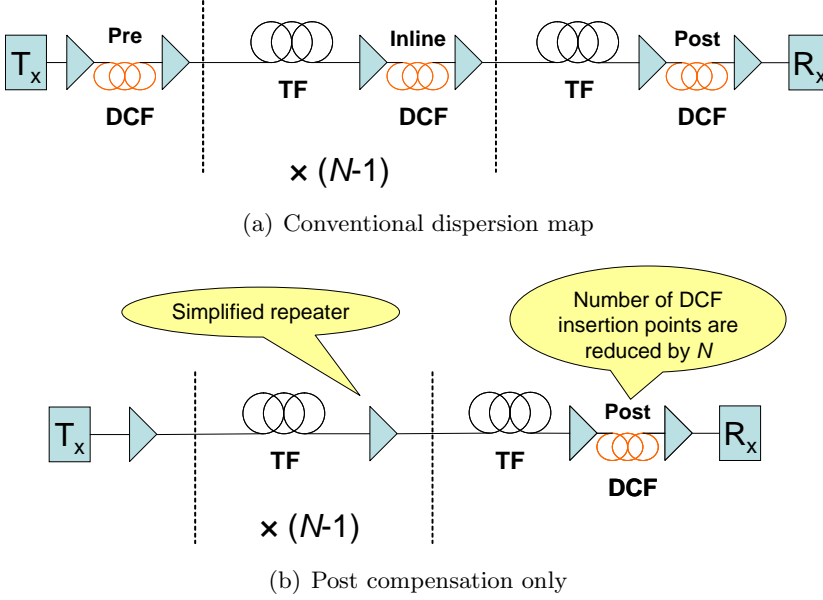 Tx
Pre
DCF
TF
Inline
DCF
TF
Post
DCF
Rx
× (N-1)
(a) Conventional dispersion map
Simplified repeater
Number of DCF
insertion points are
reduced by N
Tx
TF
TF
Post
DCF
Rx
× (N-1)
(b) Post compensation only